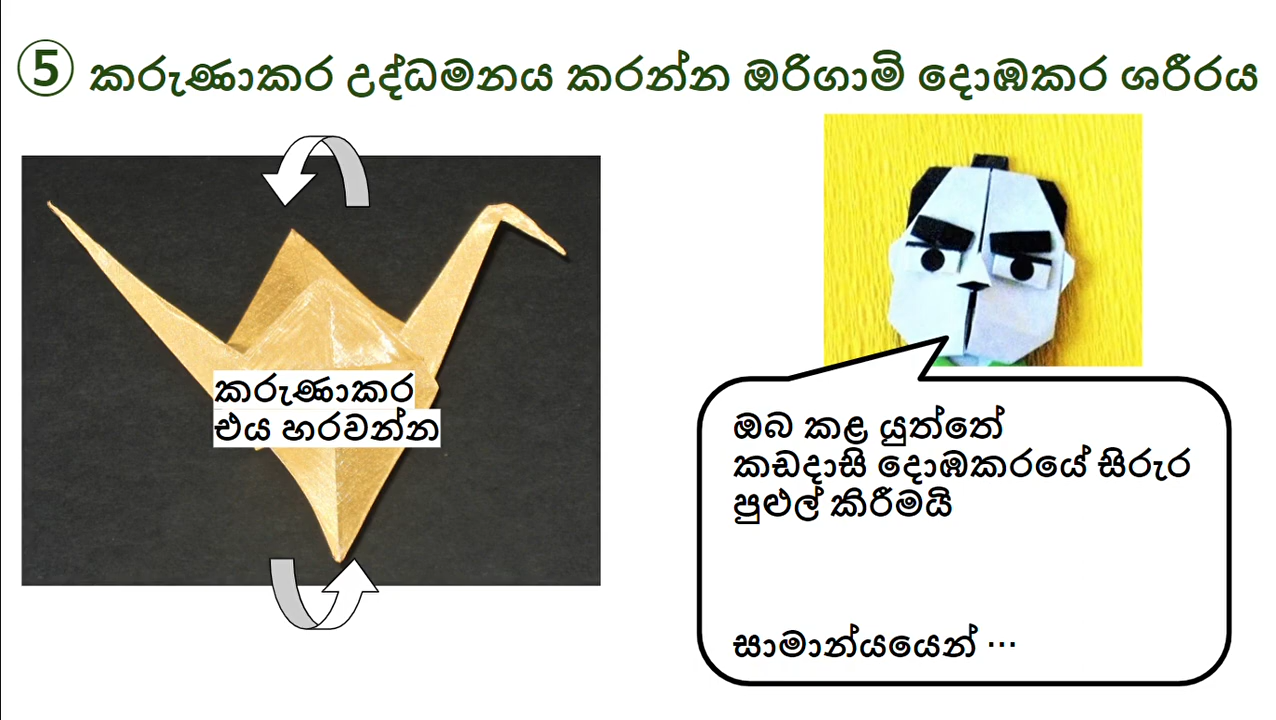 ⑤ කරුණාකර උද්ධමනය කරන්න ඔරිගාමි දොඹකර ශරීරය
කරුණාකර
එය හරවන්න
ඔබ කළ යුත්තේ
කඩදාසි දොඹකරයේ සිරුර
පුළුල් කිරීමයි
සාමාන්යයෙන් ⋯